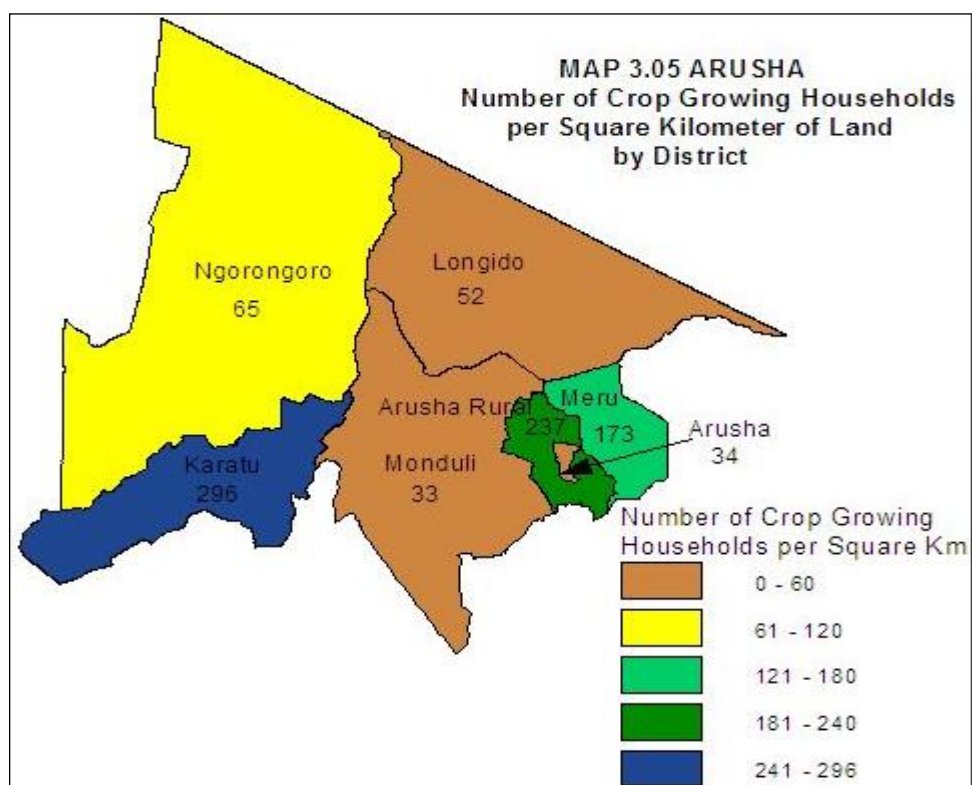 MAP 3.05 ARUSHA
Number of Crop Growing Households
per Square Kilometer of Land
by District
Ngorongoro
65
Longido
52
Arusha Rural
237
Meru
173
Arusha
34
Karatu
296
Monduli
33
Number of Crop Growing
Households per Square Km
0 - 60
61 - 120
121 - 180
181 - 240
241 - 296